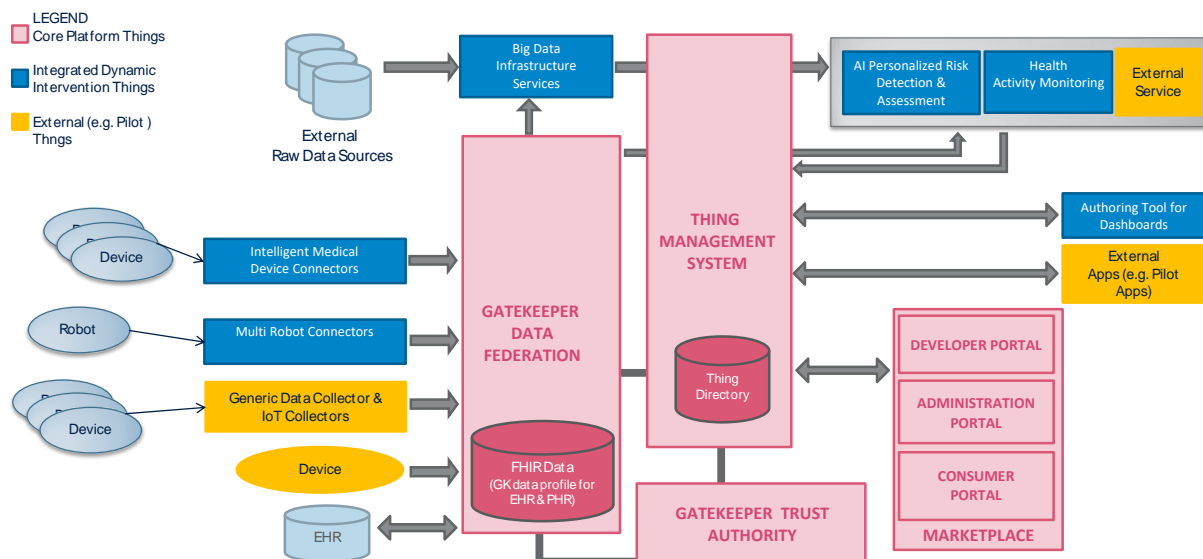 LEGEND
Core Platform Things
Integrated Dynamic
Intervention Things
External (e.g. Pilot )
Thngs
External
Raw Data Sources
Big Data
Infrastructure
Services
AI Personalized Risk
Detection &
Assessment
Health
Activity Monitoring
External
Service
THING
MANAGEMENT
SYSTEM
Thing
Directory
Authoring Tool for
Dashboards
External
Apps (e.g. Pilot
Apps)
Device
Intelligent Medical
Device Connectors
Robot
Multi Robot Connectors
Device
Generic Data Collector &
IoT Collectors
Device
EHR
GATEKEEPER
DATA
FEDERATION
FHIR Data
(GK data profile for
EHR & PHR)
GATEKEEPER TRUST
AUTHORITY
DEVELOPER PORTAL
ADMINISTRATION
PORTAL
CONSUMER
PORTAL
MARKETPLACE